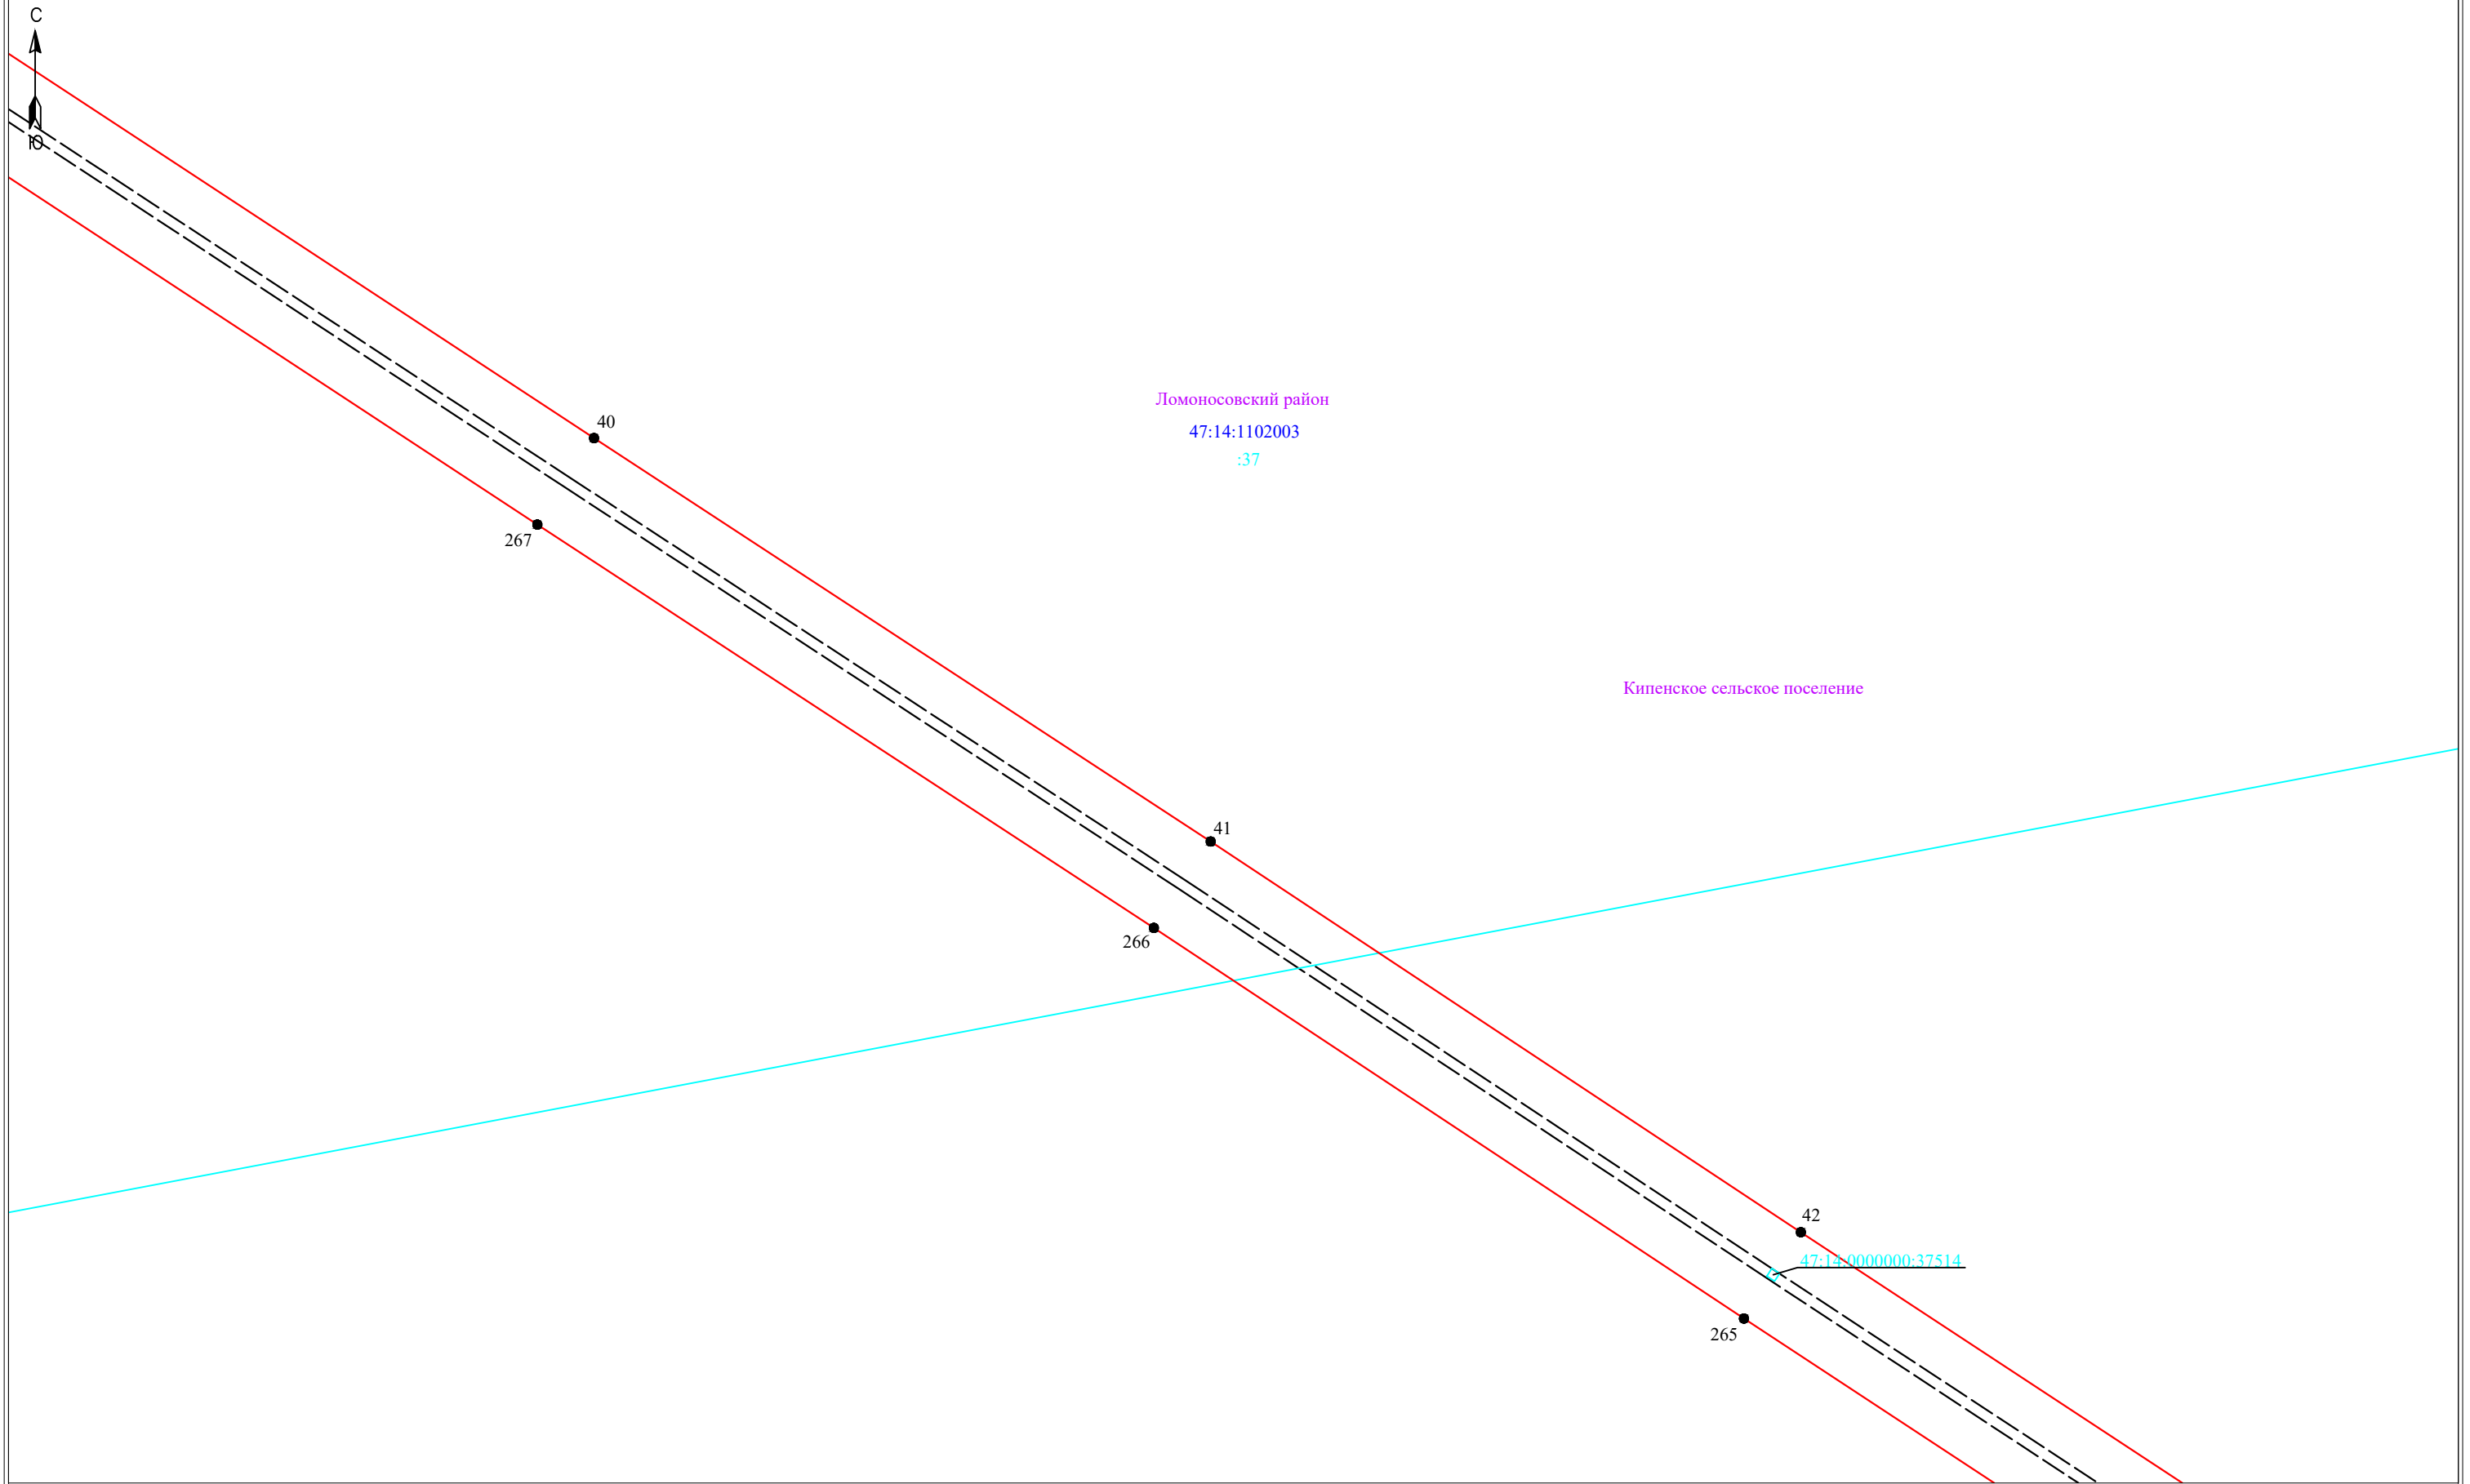 С
Ю
40
Ломоносовский район
47:14:1102003
:37
267
Кипенское сельское поселение
41
266
42
47:14:0000000:37514
265